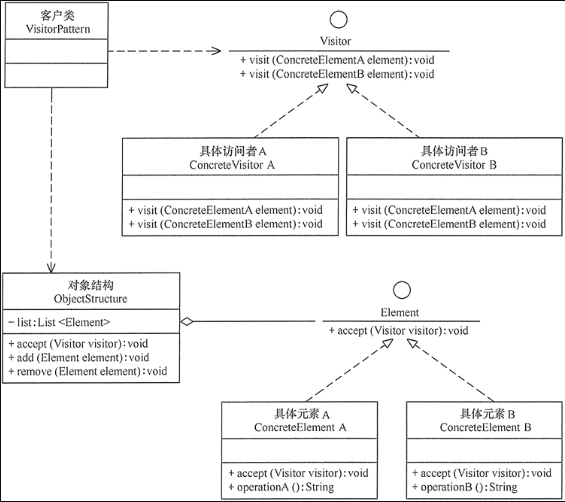 客户类
VisitorPattern
Visitor
+ visit (ConcreteElementA element): void
+ visit (ConcreteElementB element): void
具体访问者A
ConcreteVisitor A
+ visit (ConcreteElementA element): void
+ visit (ConcreteElementB element): void
具体访问者B
ConcreteVisitor B
+ visit (ConcreteElementA element): void
+ visit (ConcreteElementB element): void
对象结构
ObjectStructure
- list: List <Element>
+ accept (Visitor visitor): void
+ add (Element element): void
+ remove (Element element): void
Element
+ accept (Visitor visitor): void
具体元素A
ConcreteElement A
+ accept (Visitor visitor): void
+ operationA (): String
具体元素B
ConcreteElement B
+ accept (Visitor visitor): void
+ operationB (): String